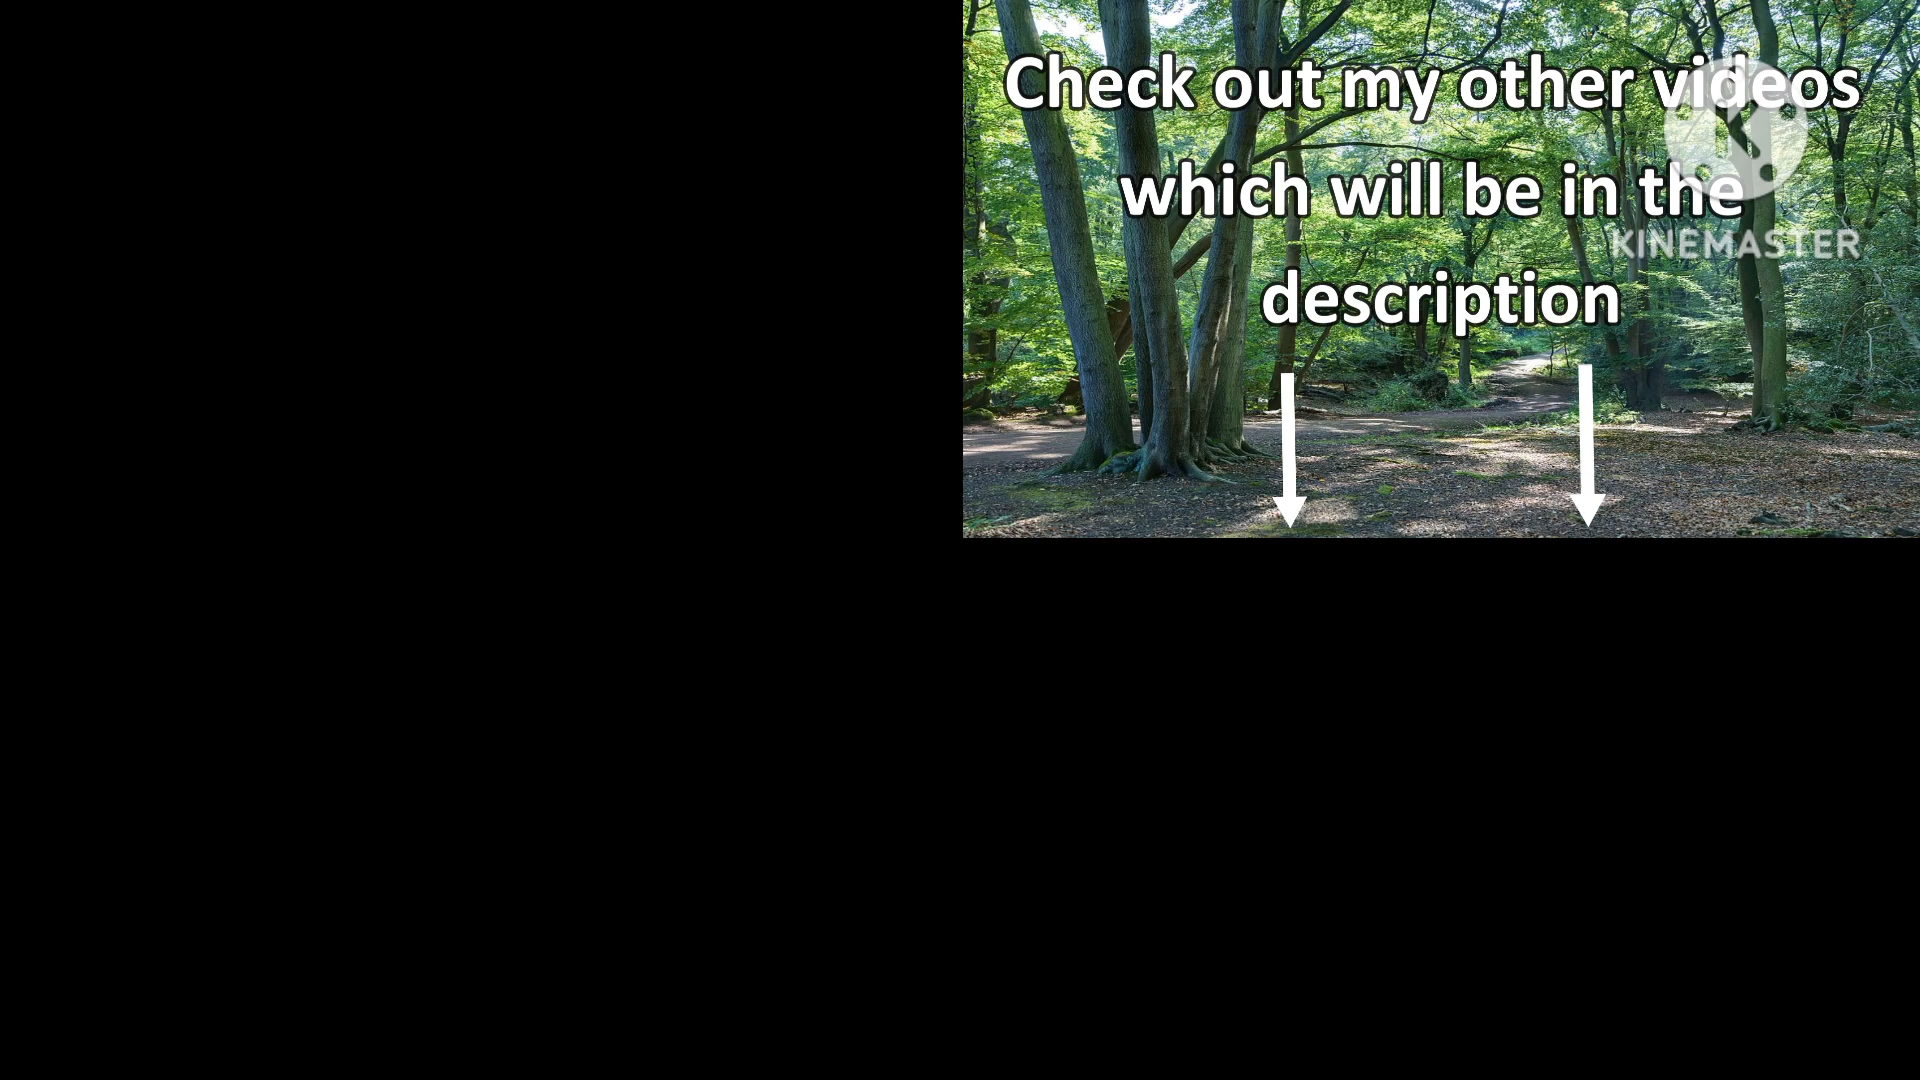 Check out my other videos
which will be in the
KINEMASTER
description